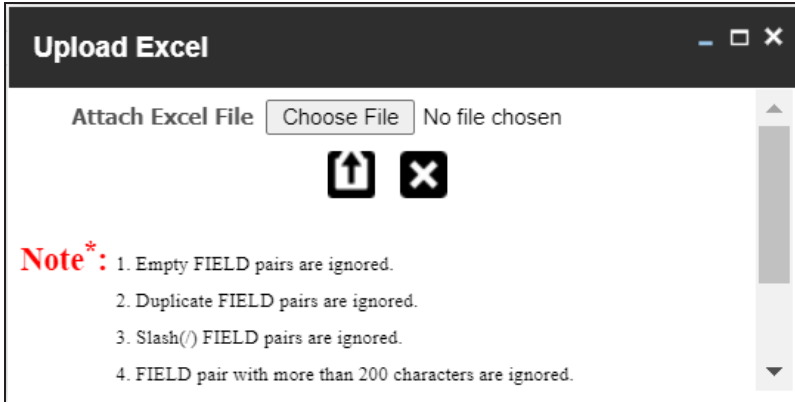 Upload Excel
Attach Excel File Choose File No file chosen
Note*: 1. Empty FIELD pairs are ignored.
2. Duplicate FIELD pairs are ignored.
3. Slash(/) FIELD pairs are ignored.
4. FIELD pair with more than 200 characters are ignored.